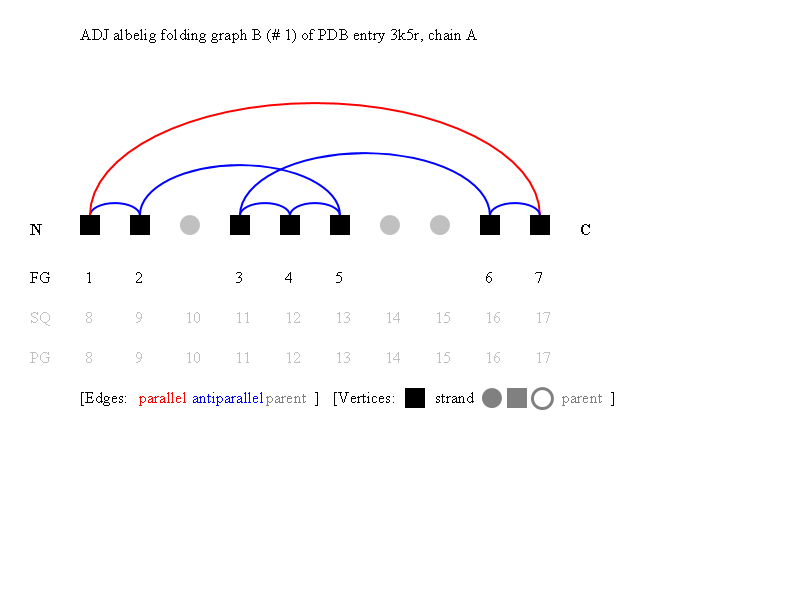 ADJ albelig folding graph B (# 1) of PDB entry 3k5r, chain A
N C
FG 1 2 3 4 5 6 7
SQ 8 9 10 11 12 13 14 15 16 17
PG 8 9 10 11 12 13 14 15 16 17
[Edges: parallel antiparallel parent ] [Vertices: strand parent ]